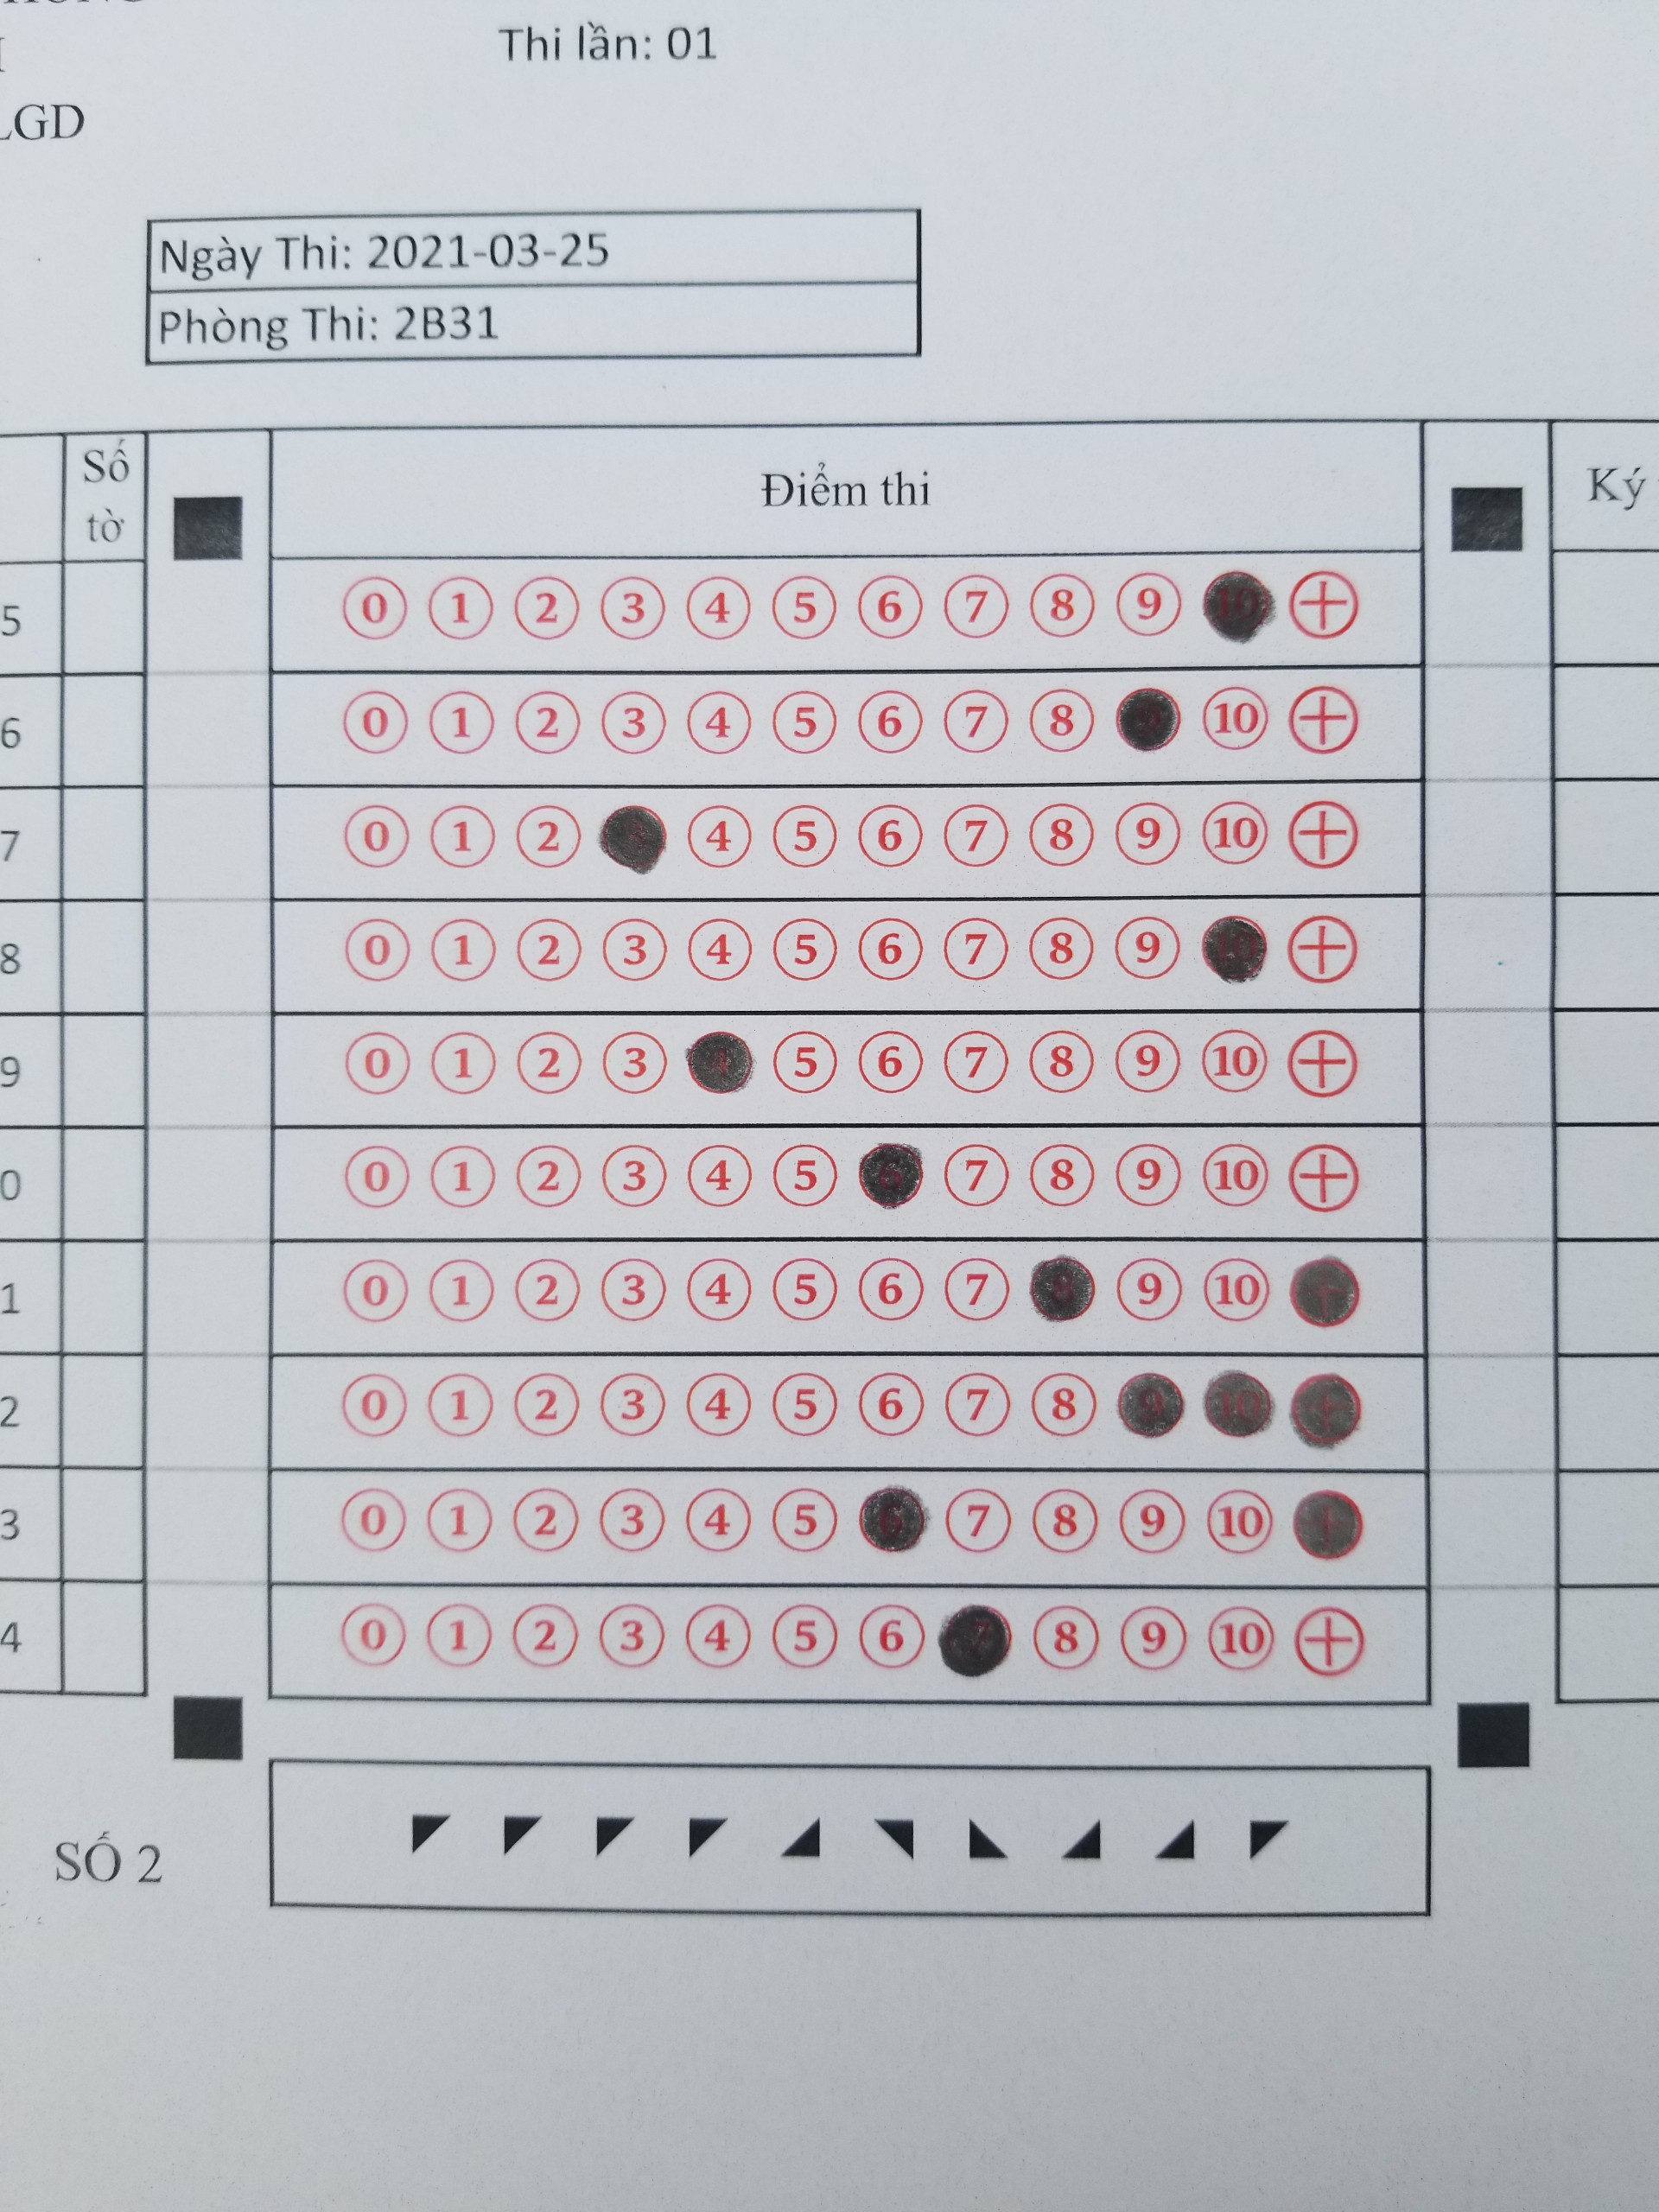 Thi lần: 01
LGD
Ngày Thi: 2021-03-25
Phòng Thi: 2B31
Số tờ Điểm thi Ký
5 0 1 2 3 4 5 6 7 8 9 10 +
6 0 1 2 3 4 5 6 7 8 9 10 +
7 0 1 2 3 4 5 6 7 8 9 10 +
8 0 1 2 3 4 5 6 7 8 9 10 +
9 0 1 2 3 4 5 6 7 8 9 10 +
0 0 1 2 3 4 5 6 7 8 9 10 +
1 0 1 2 3 4 5 6 7 8 9 10 +
2 0 1 2 3 4 5 6 7 8 9 10 +
3 0 1 2 3 4 5 6 7 8 9 10 +
4 0 1 2 3 4 5 6 7 8 9 10 +
SỐ 2